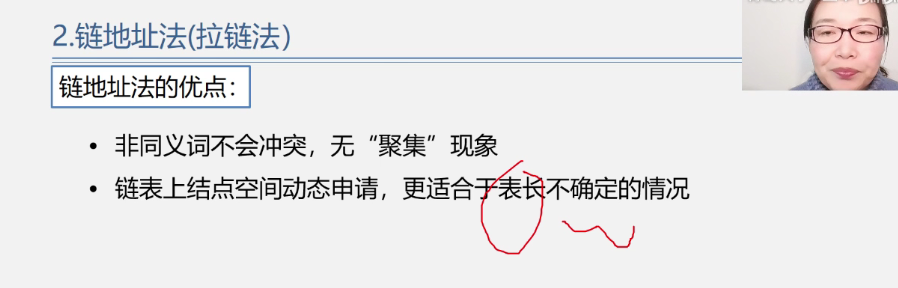 2.链地址法(拉链法)
链地址法的优点：
• 非同义词不会冲突，无“聚集”现象
• 链表上结点空间动态申请，更适合于表长不确定的情况